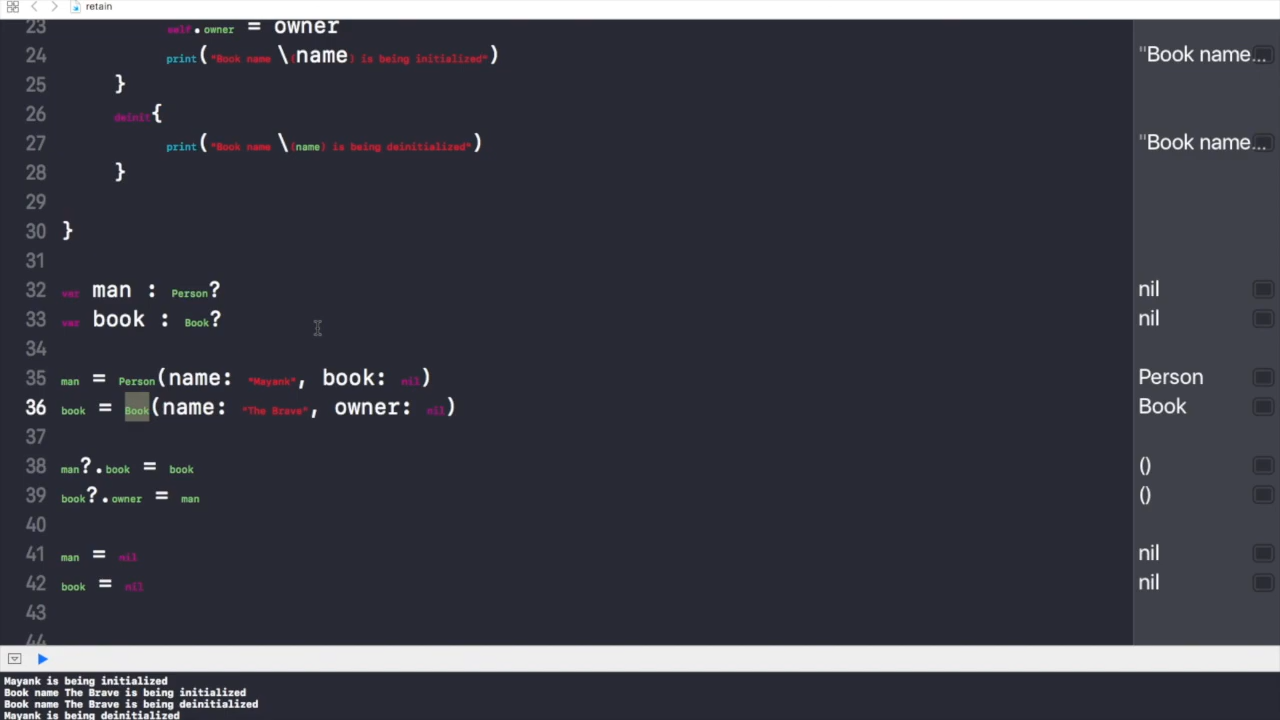 retain
23 self.owner = owner
24 print("Book name \(name) is being initialized") "Book name...
25 }
26 deinit{
27 print("Book name \(name) is being deinitialized") "Book name...
28 }
29
30 }
31
32 var man : Person? nil
33 var book : Book? nil
34
35 man = Person(name: "Mayank", book: nil) Person
36 book = Book(name: "The Brave", owner: nil) Book
37
38 man?.book = book ()
39 book?.owner = man ()
40
41 man = nil nil
42 book = nil nil
43
44
Mayank is being initialized
Book name The Brave is being initialized
Book name The Brave is being deinitialized
Mayank is being deinitialized